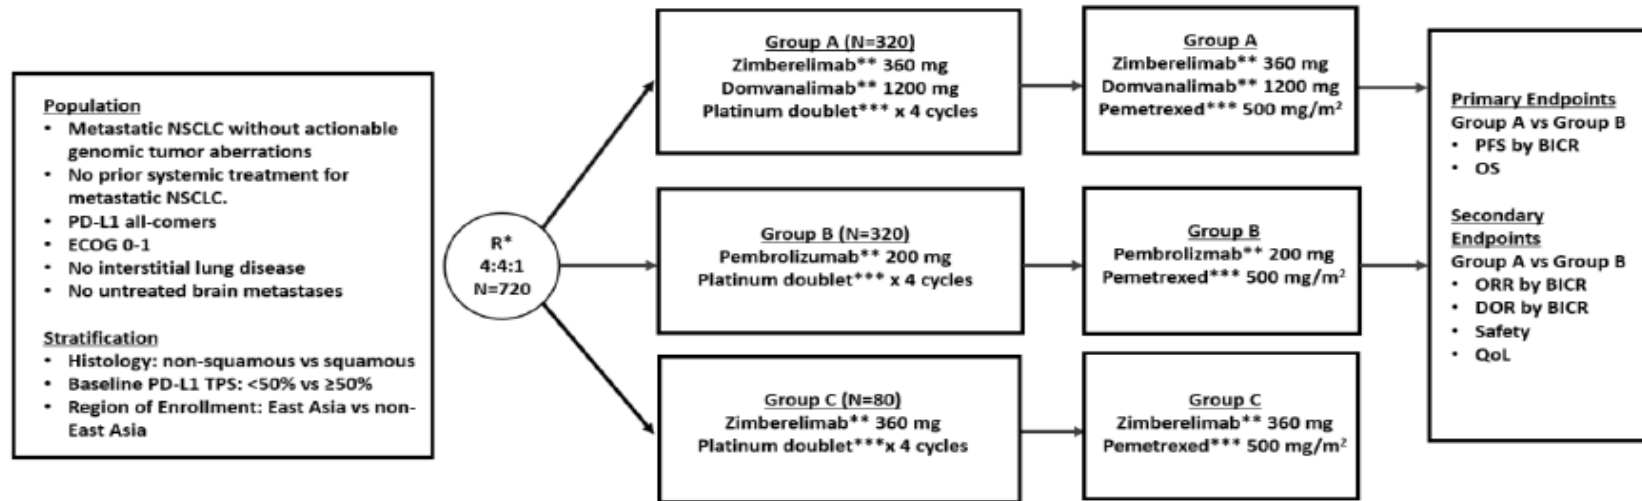 Population
• Metastatic NSCLC without actionable
genomic tumor aberrations
• No prior systemic treatment for
metastatic NSCLC.
• PD-L1 all-comers
• ECOG 0-1
• No interstitial lung disease
• No untreated brain metastases
Stratification
• Histology: non-squamous vs squamous
• Baseline PD-L1 TPS: <50% vs ≥50%
• Region of Enrollment: East Asia vs non-
East Asia
R*
4:4:1
N=720
Group A (N=320)
Zimberelimab** 360 mg
Domvanalimab** 1200 mg
Platinum doublet*** x 4 cycles
Group A
Zimberelimab** 360 mg
Domvanalimab** 1200 mg
Pemetrexed*** 500 mg/m²
Group B (N=320)
Pembrolizumab** 200 mg
Platinum doublet*** x 4 cycles
Group B
Pembrolizmab** 200 mg
Pemetrexed*** 500 mg/m²
Group C (N=80)
Zimberelimab** 360 mg
Platinum doublet***x 4 cycles
Group C
Zimberelimab** 360 mg
Pemetrexed*** 500 mg/m²
Primary Endpoints
Group A vs Group B
• PFS by BICR
• OS
Secondary
Endpoints
Group A vs Group B
• ORR by BICR
• DOR by BICR
• Safety
• QoL